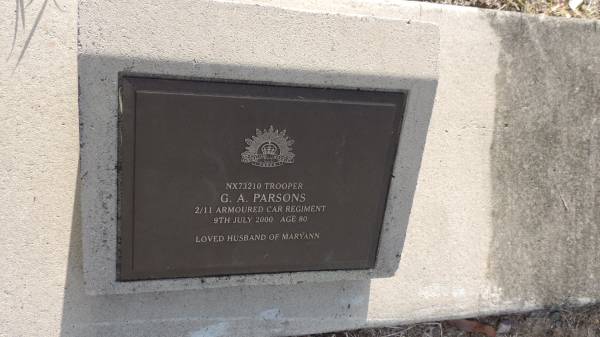 NX73210 TROOPER
G. A. PARSONS
2/11 ARMOURED CAR REGIMENT
9TH JULY 2000 AGE 80
LOVED HUSBAND OF MARYANN